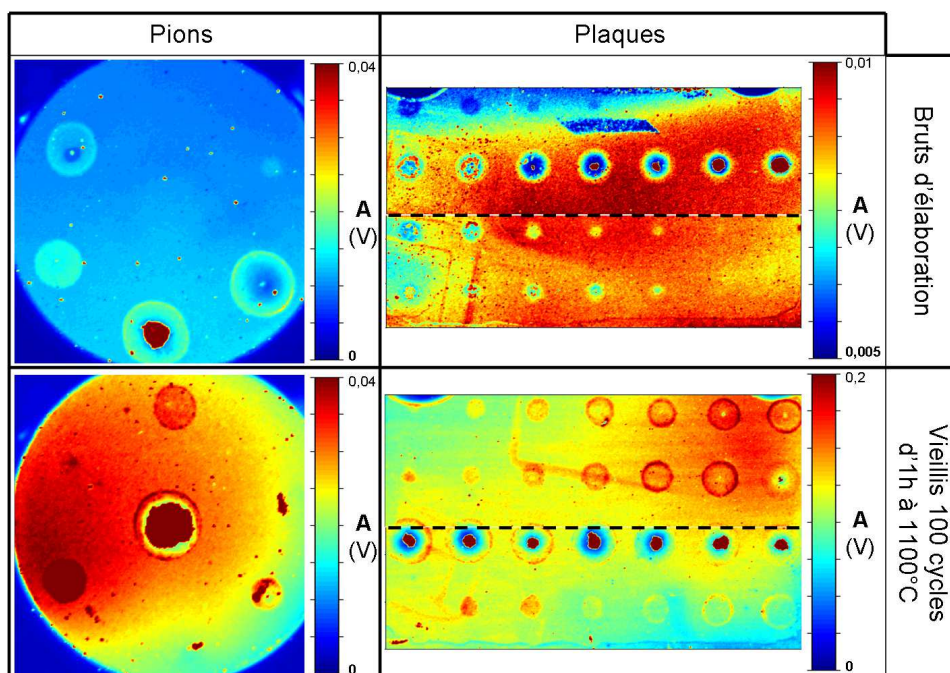 Pions
Plaques
0,04
A
(V)
0
0,01
A
(V)
0,005
Bruts d'élaboration
0,04
A
(V)
0
0,2
A
(V)
0
Vieillis 100 cycles
d'1h à 1100°C